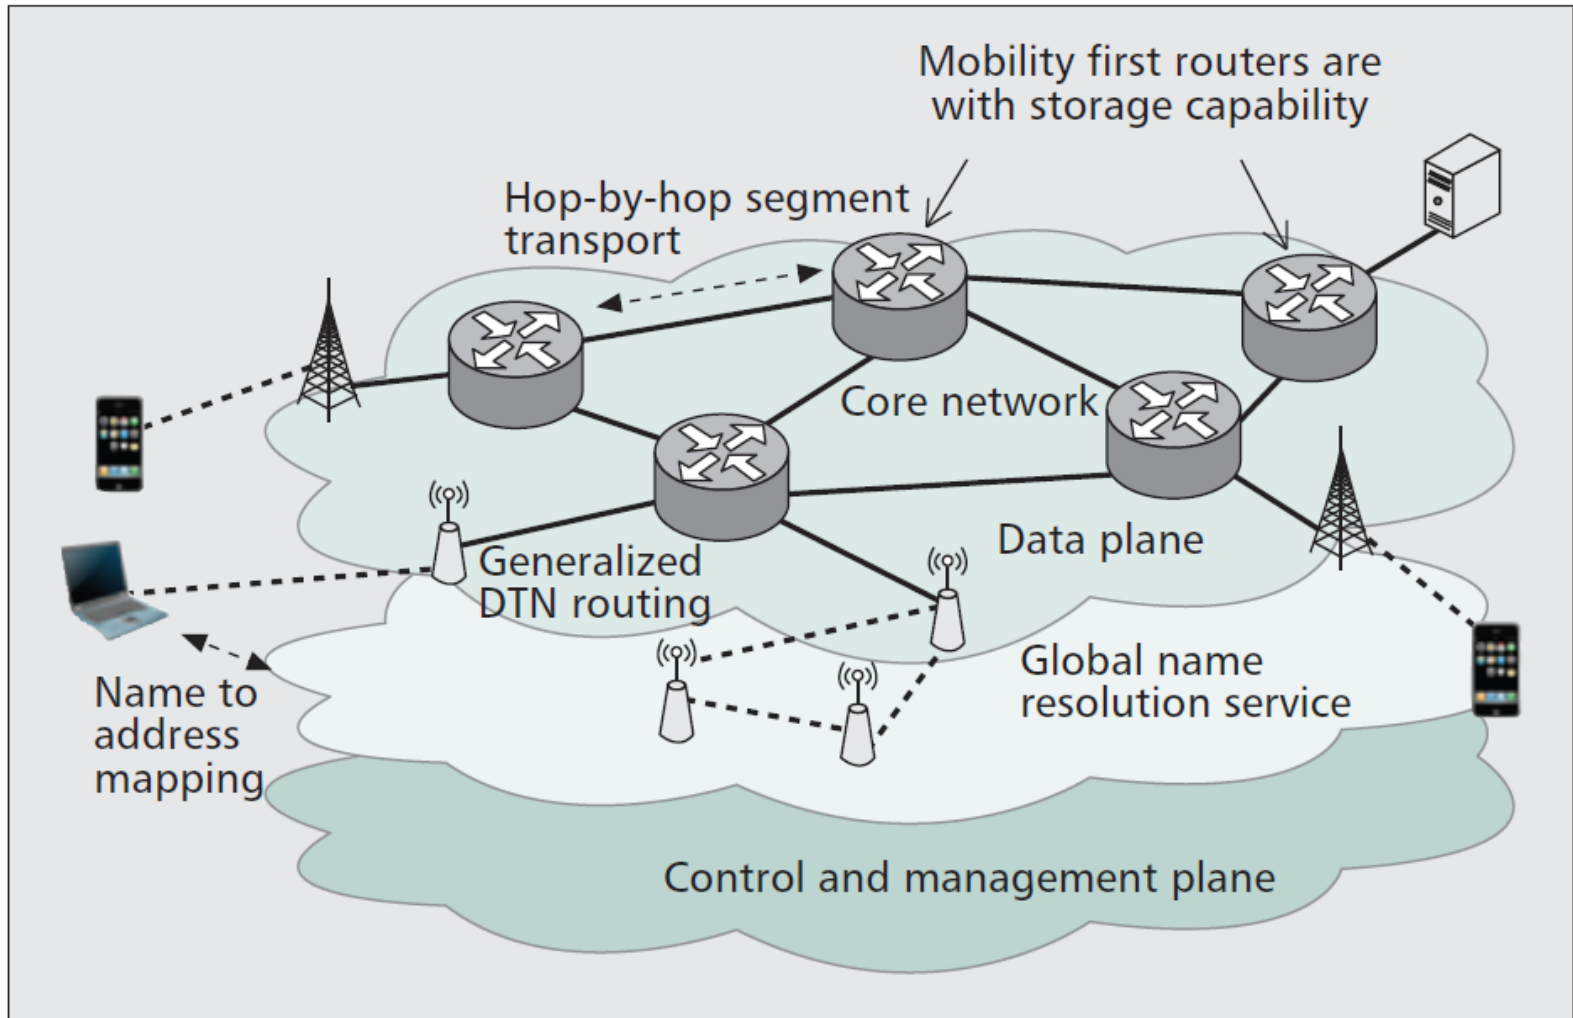 Mobility first routers are
with storage capability
Hop-by-hop segment
transport
Core network
Data plane
Generalized
DTN routing
Global name
resolution service
Name to
address
mapping
Control and management plane